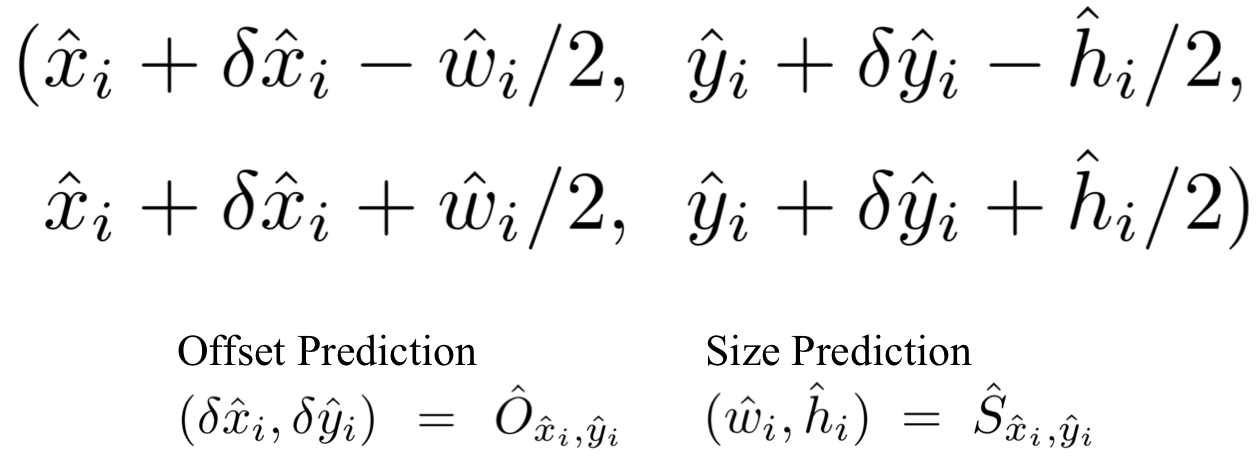 (x̂ᵢ + δx̂ᵢ − ŵᵢ/2, ŷᵢ + δŷᵢ − ĥᵢ/2,
x̂ᵢ + δx̂ᵢ + ŵᵢ/2, ŷᵢ + δŷᵢ + ĥᵢ/2)
Offset Prediction Size Prediction
(δx̂ᵢ, δŷᵢ) = Ô_{x̂ᵢ,ŷᵢ} (ŵᵢ, ĥᵢ) = Ŝ_{x̂ᵢ,ŷᵢ}